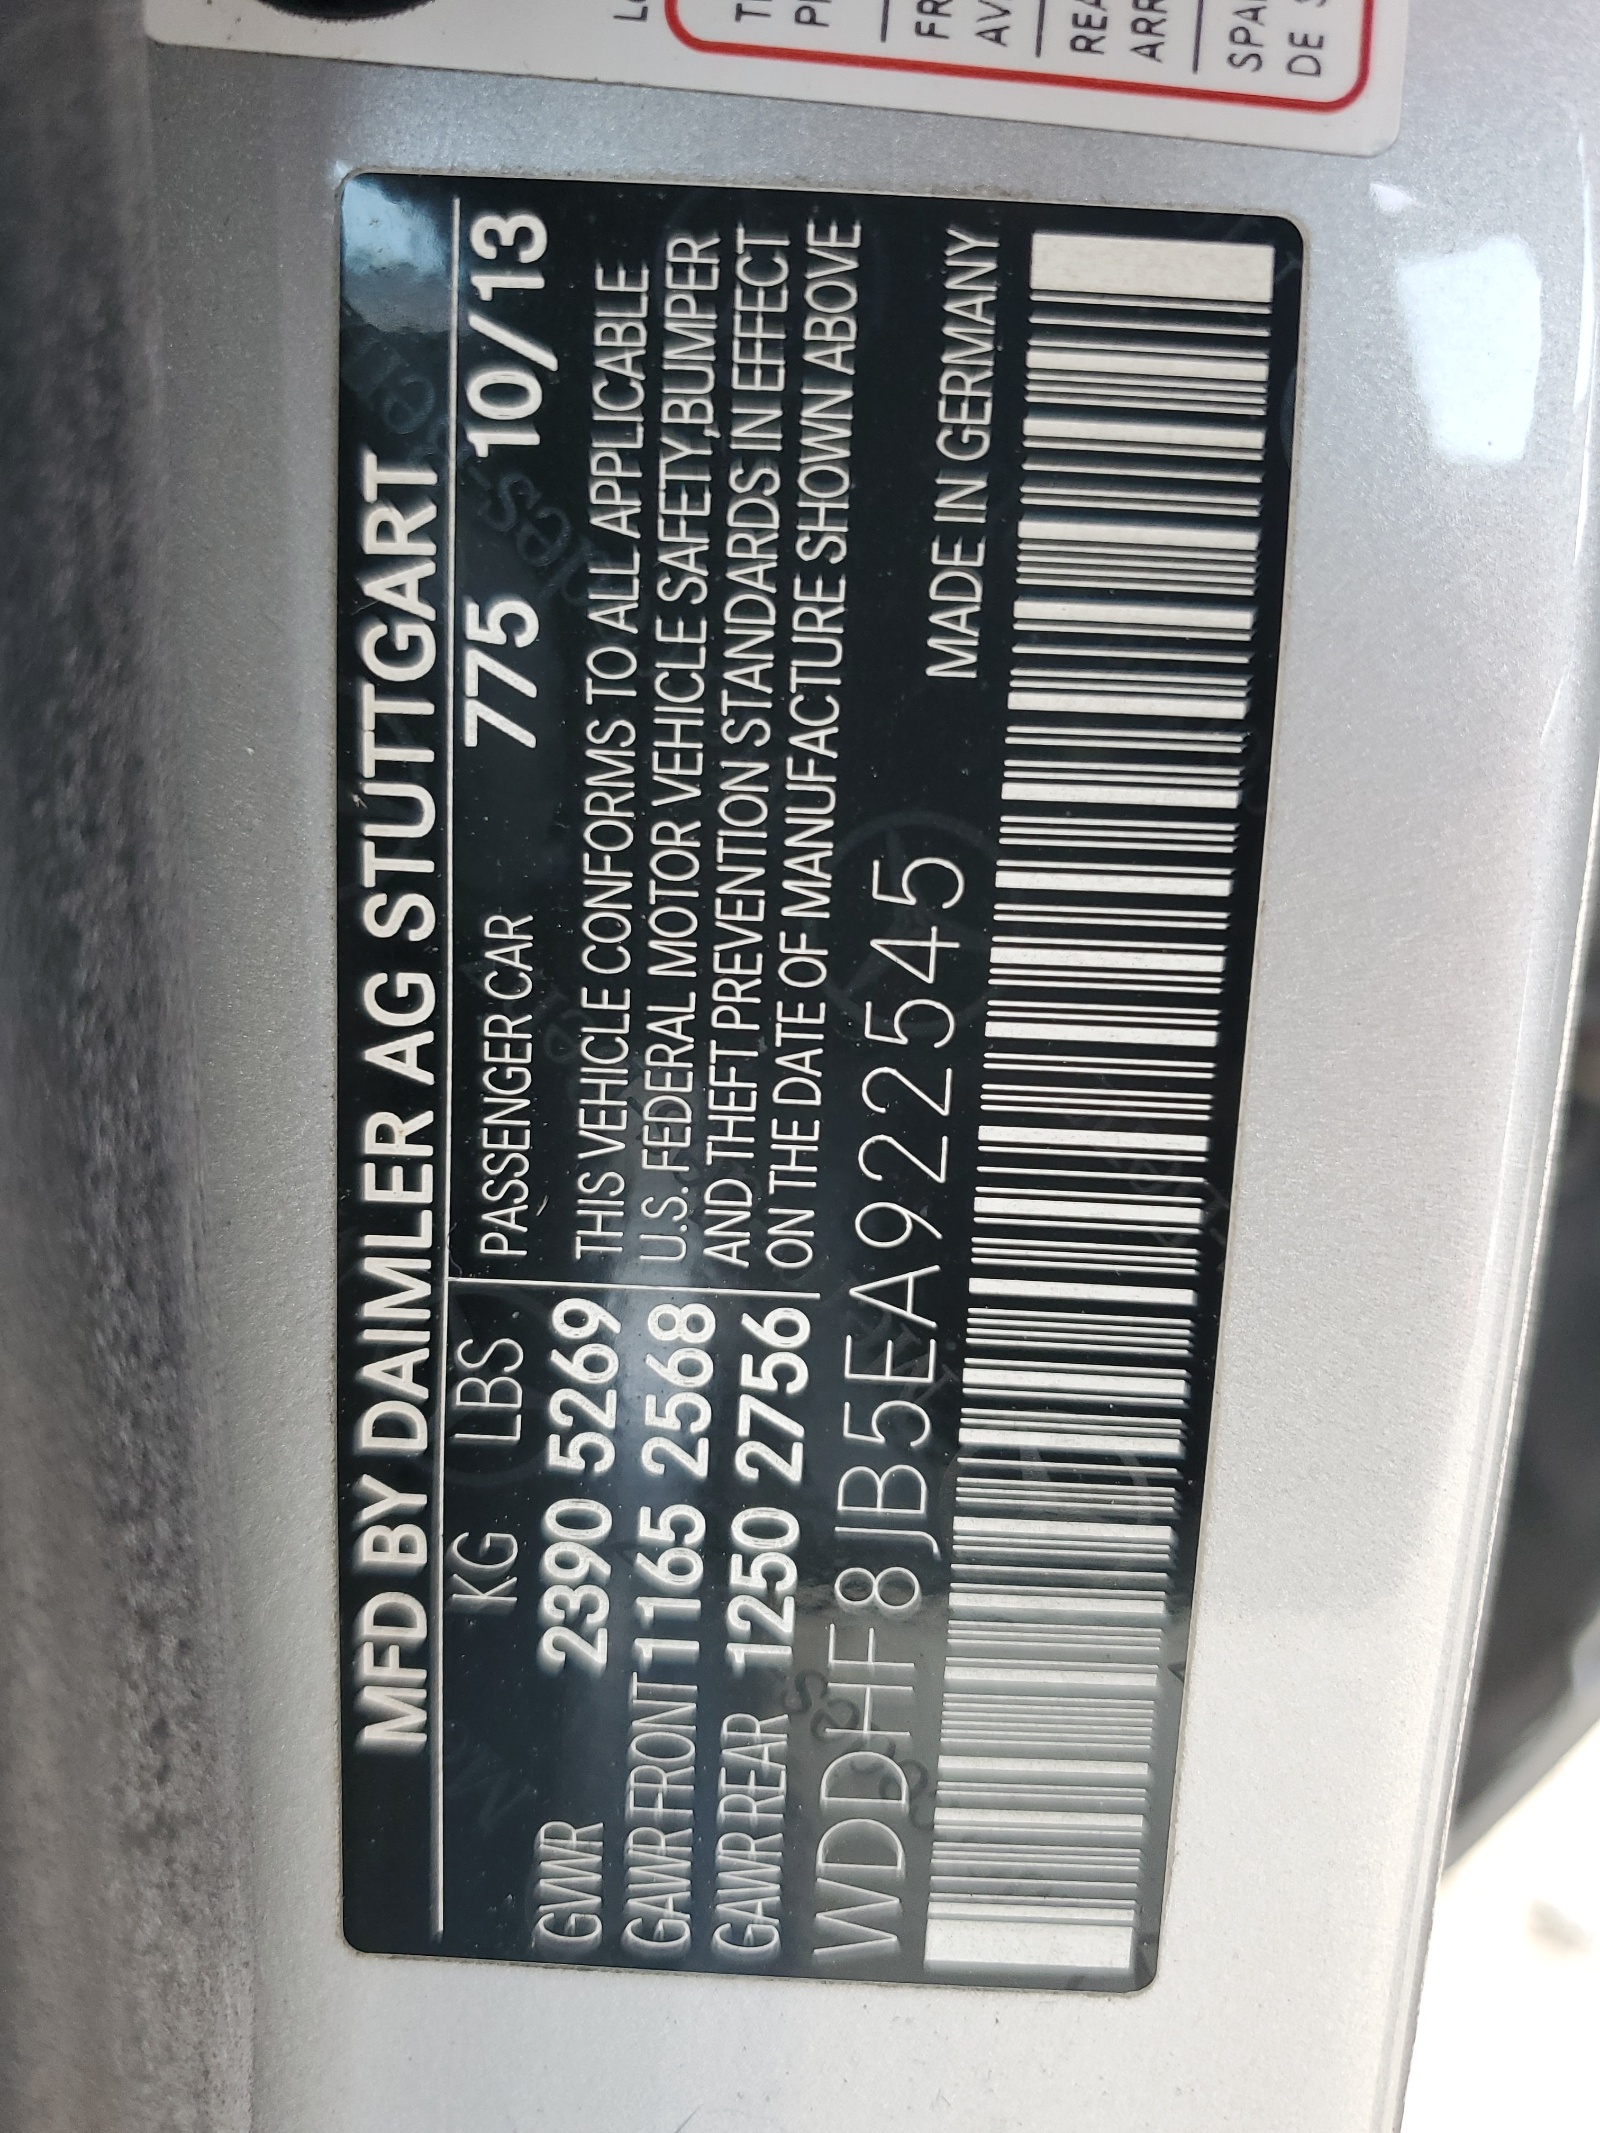 MFD BY DAIMLER AG STUTTGART
KG LBS PASSENGER CAR 775 10/13
GVWR 2390 5269 THIS VEHICLE CONFORMS TO ALL APPLICABLE
GAWR FRONT 1165 2568 U.S. FEDERAL MOTOR VEHICLE SAFETY,BUMPER
GAWR REAR 1250 2756 AND THEFT PREVENTION STANDARDS IN EFFECT
ON THE DATE OF MANUFACTURE SHOWN ABOVE
WDDHF8JB5EA922545 MADE IN GERMANY